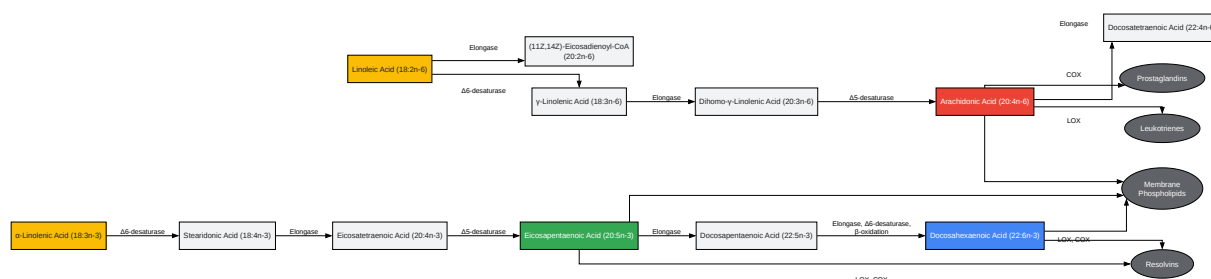 Elongase
Docosatetraenoic Acid (22:4n-6
Elongase
(11Z,14Z)-Eicosadienoyl-CoA
(20:2n-6)
Linoleic Acid (18:2n-6)
COX
Prostaglandins
Δ6-desaturase
γ-Linolenic Acid (18:3n-6)
Elongase
Dihomo-γ-Linolenic Acid (20:3n-6)
Δ5-desaturase
Arachidonic Acid (20:4n-6)
LOX
Leukotrienes
Membrane
Phospholipids
α-Linolenic Acid (18:3n-3)
Δ6-desaturase
Stearidonic Acid (18:4n-3)
Elongase
Eicosatetraenoic Acid (20:4n-3)
Δ5-desaturase
Eicosapentaenoic Acid (20:5n-3)
Elongase
Docosapentaenoic Acid (22:5n-3)
Elongase, Δ6-desaturase,
β-oxidation
Docosahexaenoic Acid (22:6n-3)
LOX, COX
Resolvins
LOX, COX